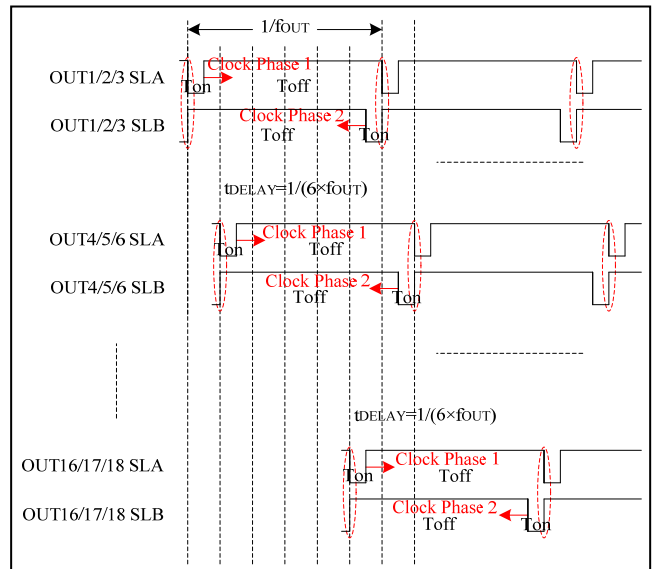 1/fOUT
Clock Phase 1
OUT1/2/3 SLA
Ton
Toff
Clock Phase 2
OUT1/2/3 SLB
Toff
Ton
tDELAY=1/(6×fOUT)
Clock Phase 1
OUT4/5/6 SLA
Ton
Toff
Clock Phase 2
OUT4/5/6 SLB
Toff
Ton
tDELAY=1/(6×fOUT)
Clock Phase 1
OUT16/17/18 SLA
Ton
Toff
Clock Phase 2
OUT16/17/18 SLB
Toff
Ton